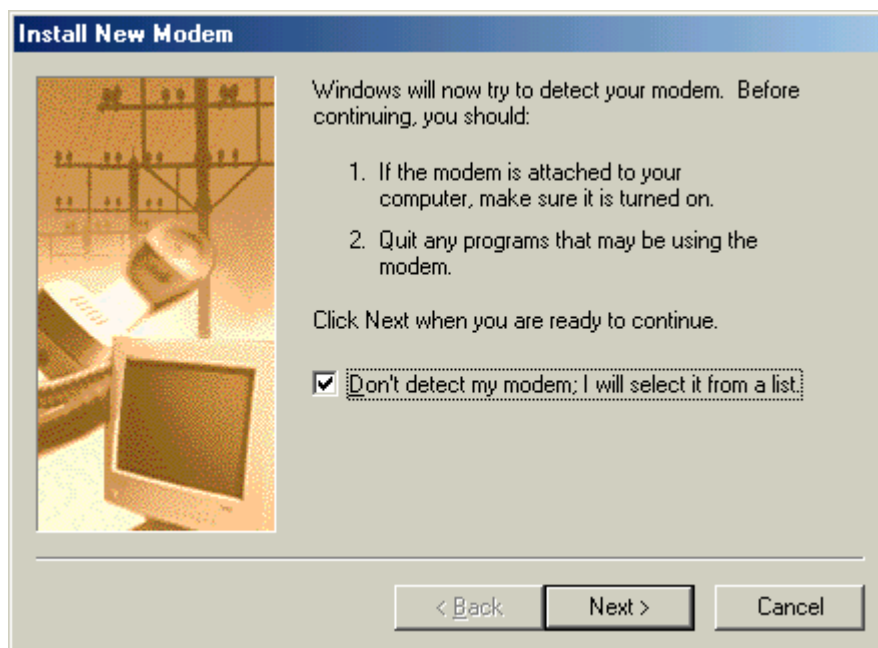 Install New Modem
Windows will now try to detect your modem. Before
continuing, you should:
1. If the modem is attached to your
computer, make sure it is turned on.
2. Quit any programs that may be using the
modem.
Click Next when you are ready to continue.
Don't detect my modem; I will select it from a list.
< Back
Next >
Cancel